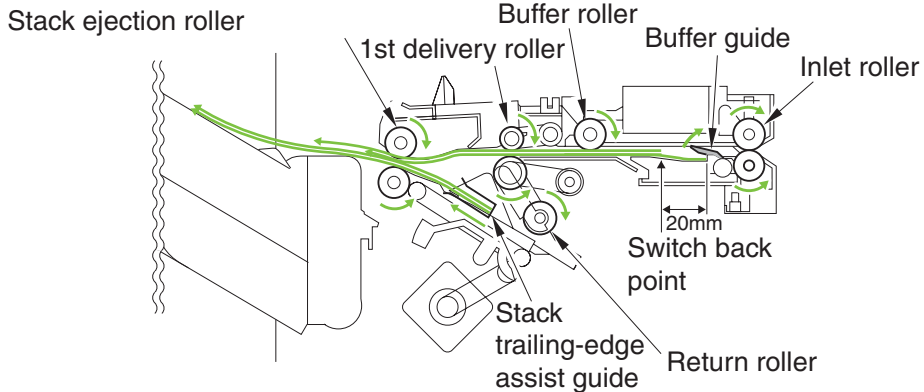 Stack ejection roller
Buffer roller
1st delivery roller
Buffer guide
Inlet roller
20mm
Switch back
point
Stack
trailing-edge
assist guide
Return roller